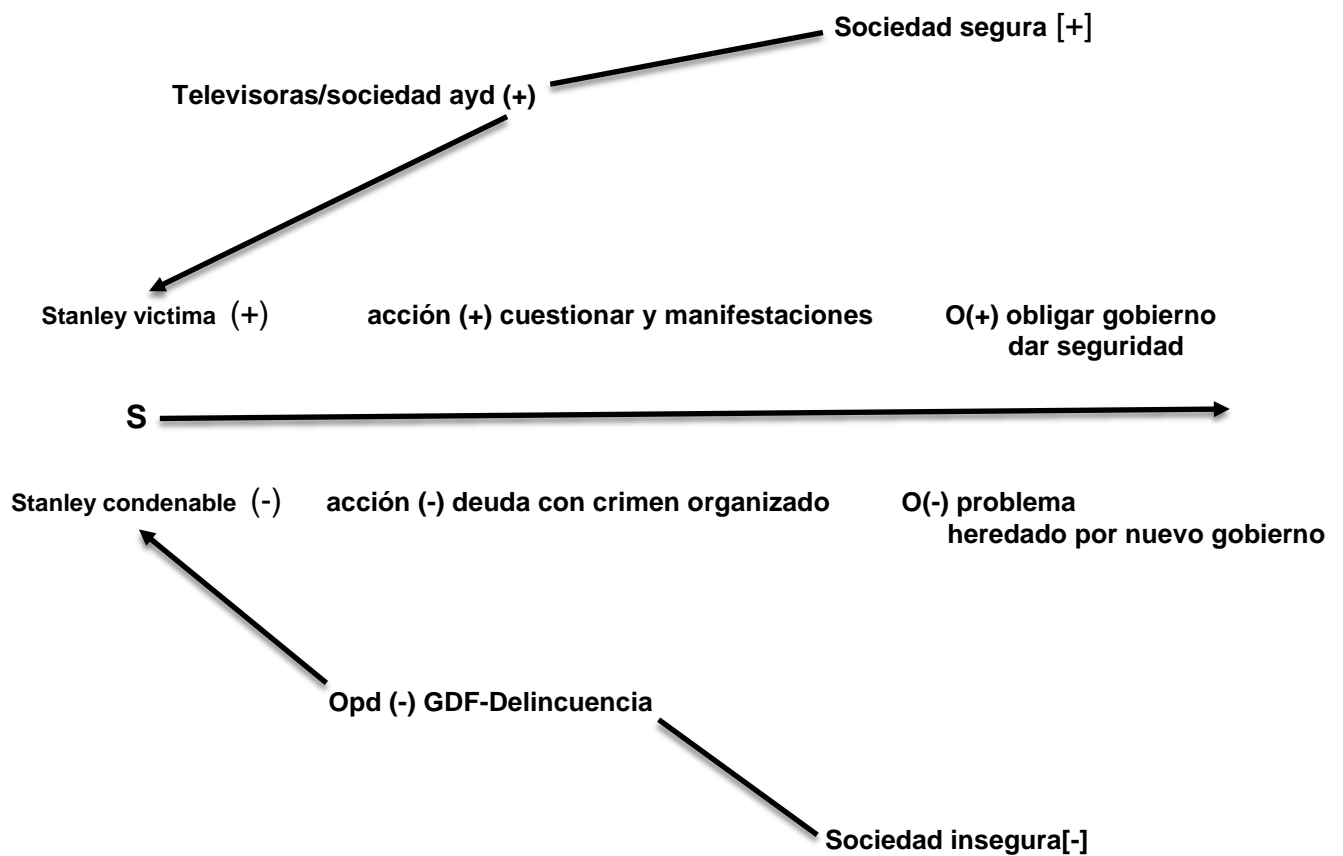 Sociedad segura [+]
Televisoras/sociedad ayd (+)
Stanley victima (+) acción (+) cuestionar y manifestaciones O(+) obligar gobierno
dar seguridad
S
Stanley condenable (-) acción (-) deuda con crimen organizado O(-) problema
heredado por nuevo gobierno
Opd (-) GDF-Delincuencia
Sociedad insegura[-]